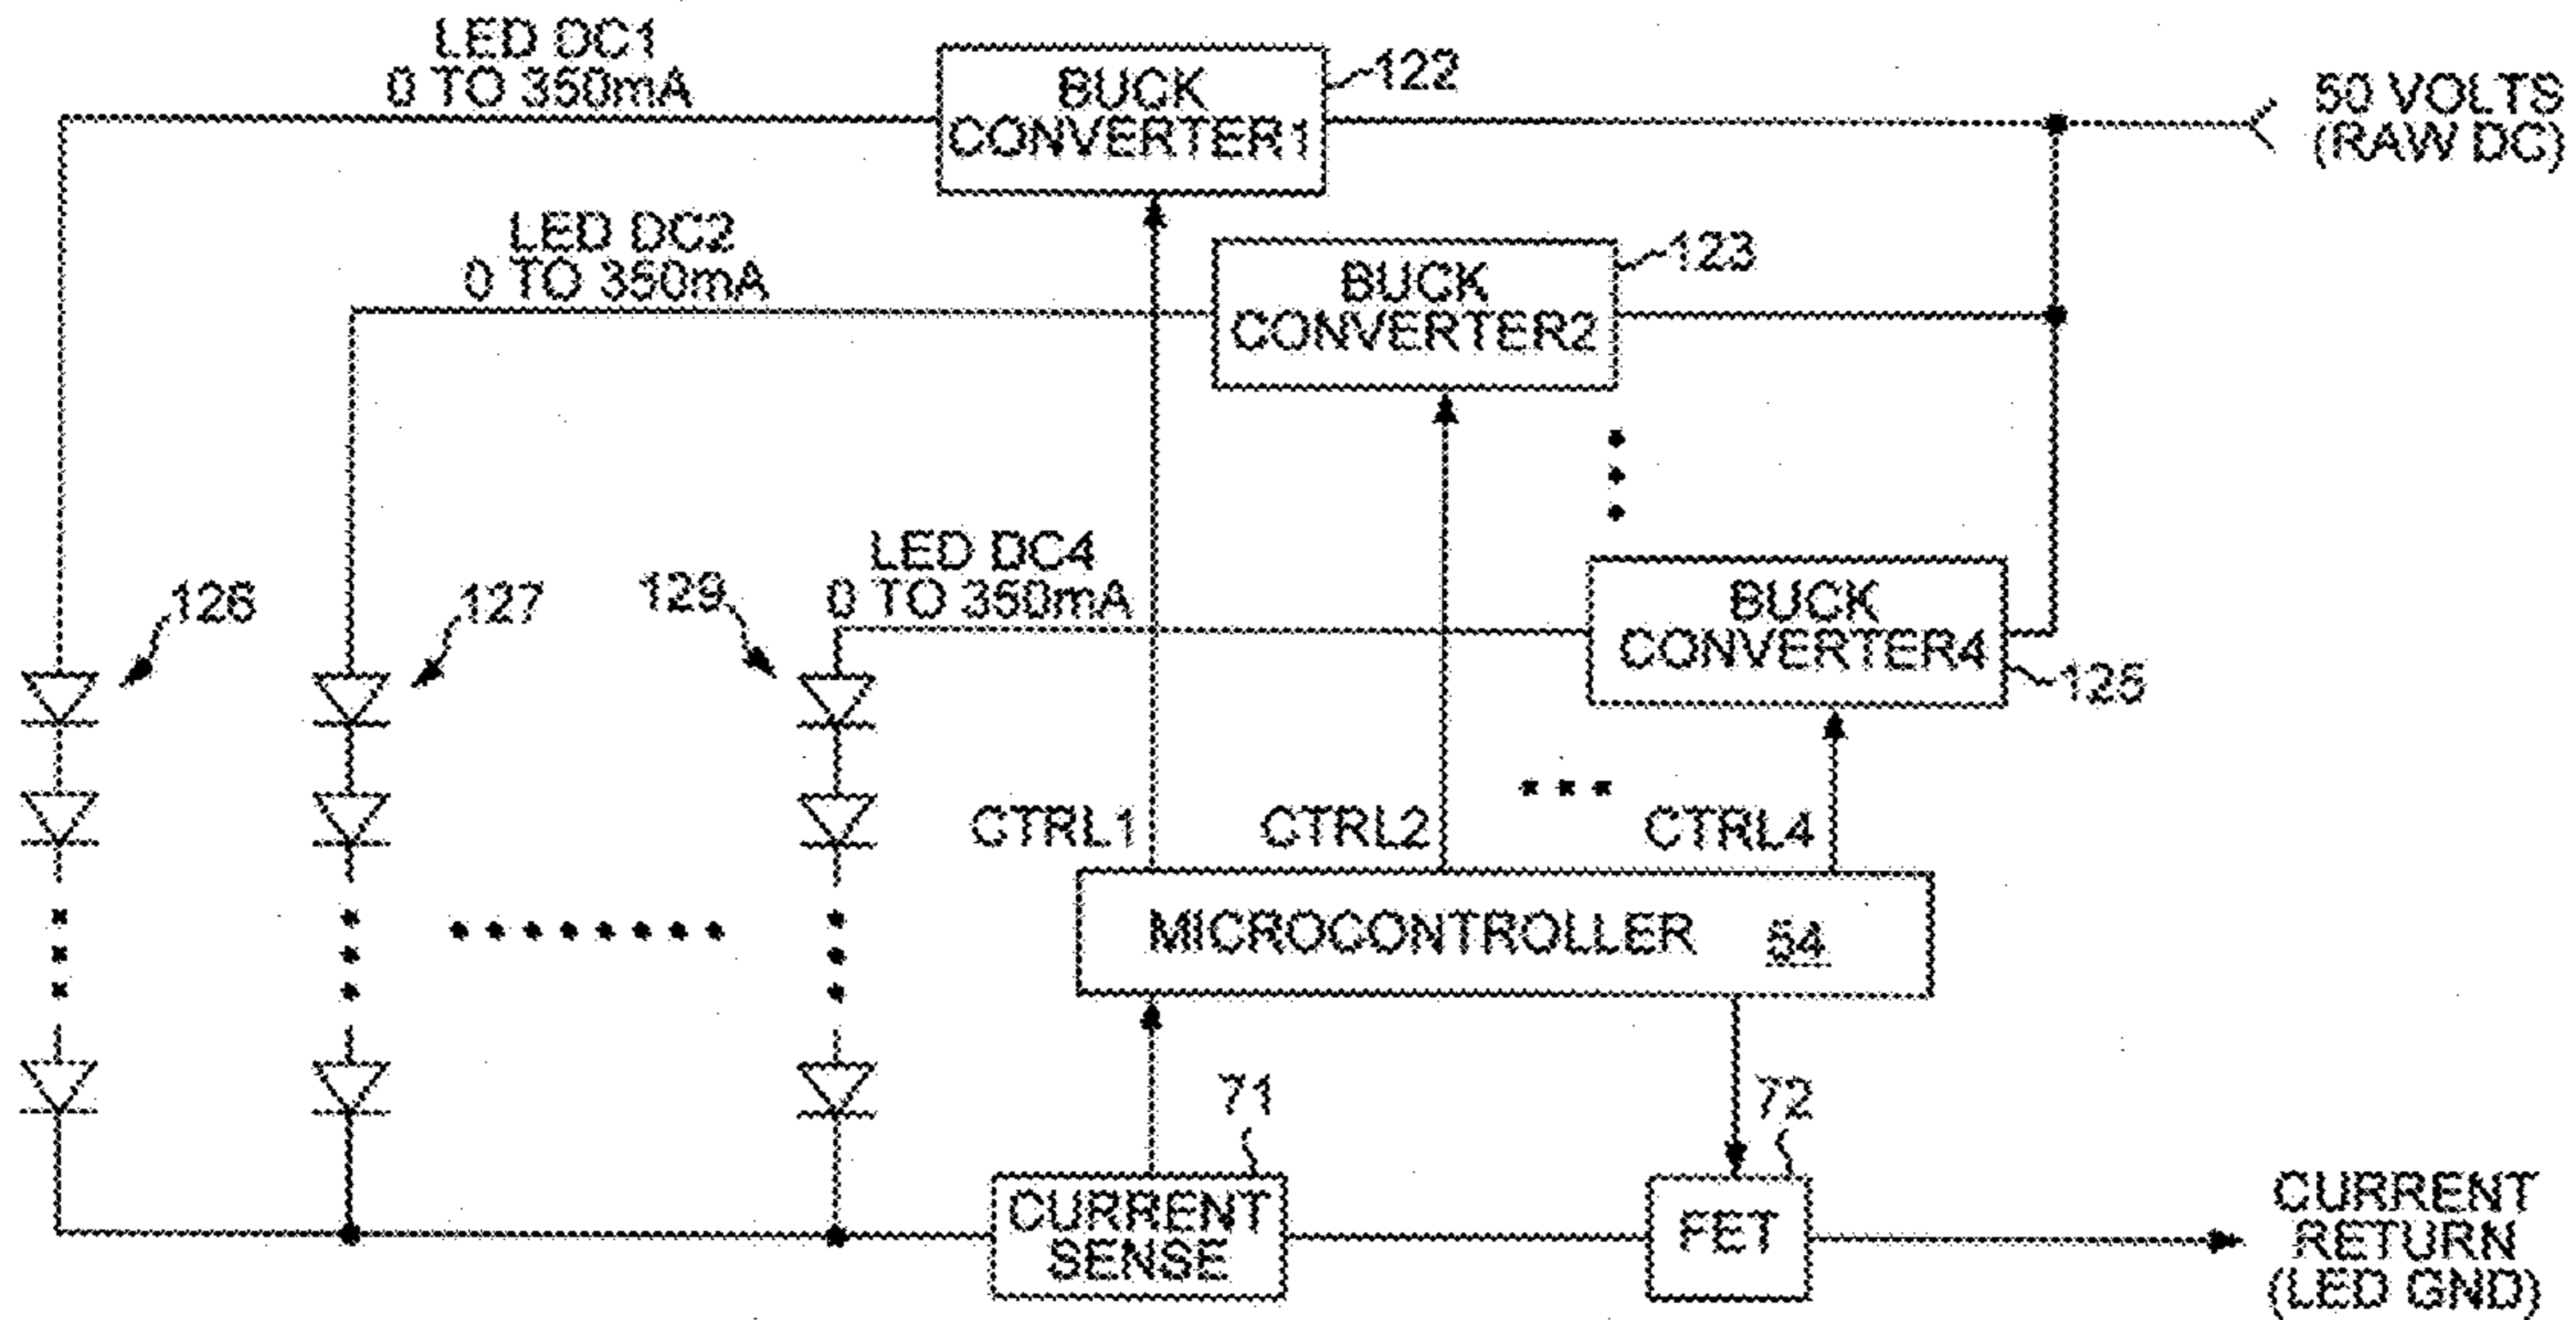 LED DC1
0 TO 350mA
BUCK
CONVERTER1
122
50 VOLTS
(RAW DC)
LED DC2
0 TO 350mA
BUCK
CONVERTER2
123
LED DC4
0 TO 350mA
BUCK
CONVERTER4
125
126
127
129
CTRL1
CTRL2
CTRL4
MICROCONTROLLER 54
71
72
CURRENT
SENSE
FET
CURRENT
RETURN
(LED GND)